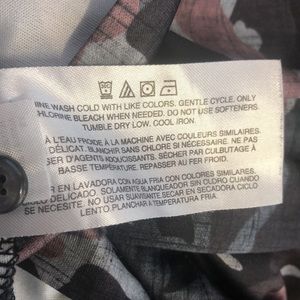 INE WASH COLD WITH LIKE COLORS. GENTLE CYCLE. ONLY
HLORINE BLEACH WHEN NEEDED. DO NOT USE SOFTENERS.
TUMBLE DRY LOW. COOL IRON.
À L'EAU FROIDE À LA MACHINE AVEC COULEURS SIMILAIRES.
DÉLICAT. BLANCHIR SANS CHLORE SI NÉCESSAIRE. NE PAS
SER D'AGENTS ADOUCISSANTS. SÉCHER PAR CULBUTAGE À
BASSE TEMPÉRATURE. REPASSER AU FER FROID.
R EN LAVADORA CON AGUA FRIA CON COLORES SIMILARES.
DELICADO. SOLAMENTE BLANQUEADOR SIN CLORO CUANDO
SE NECESITE. NO USAR SUAVISANTE. SECAR EN SECADORA CICLO
LENTO. PLANCHAR A TEMPERATURA FRIA.